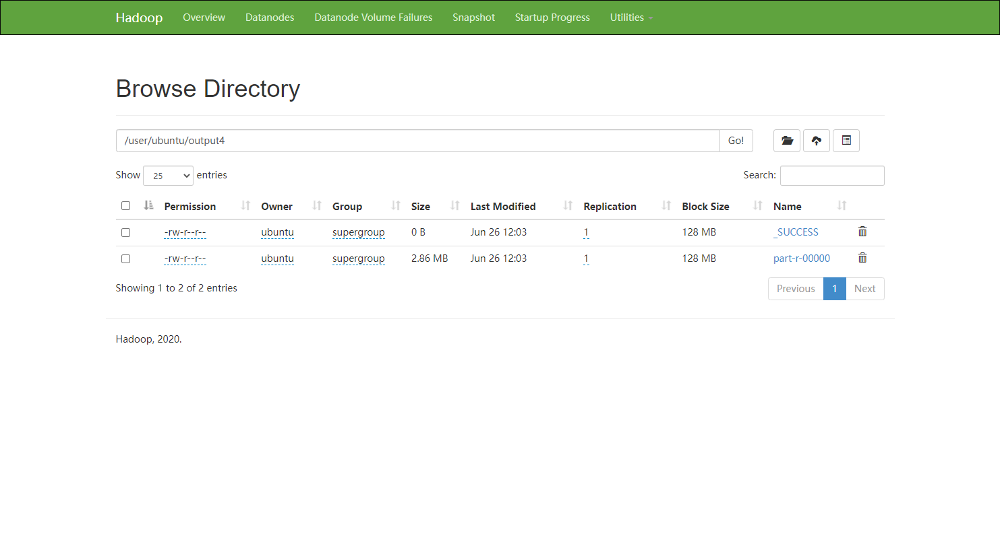 Hadoop Overview Datanodes Datanode Volume Failures Snapshot Startup Progress Utilities
Browse Directory
/user/ubuntu/output4 Go!
Show 25 entries Search:
Permission Owner Group Size Last Modified Replication Block Size Name
-rw-r--r-- ubuntu supergroup 0 B Jun 26 12:03 1 128 MB _SUCCESS
-rw-r--r-- ubuntu supergroup 2.86 MB Jun 26 12:03 1 128 MB part-r-00000
Showing 1 to 2 of 2 entries Previous 1 Next
Hadoop, 2020.